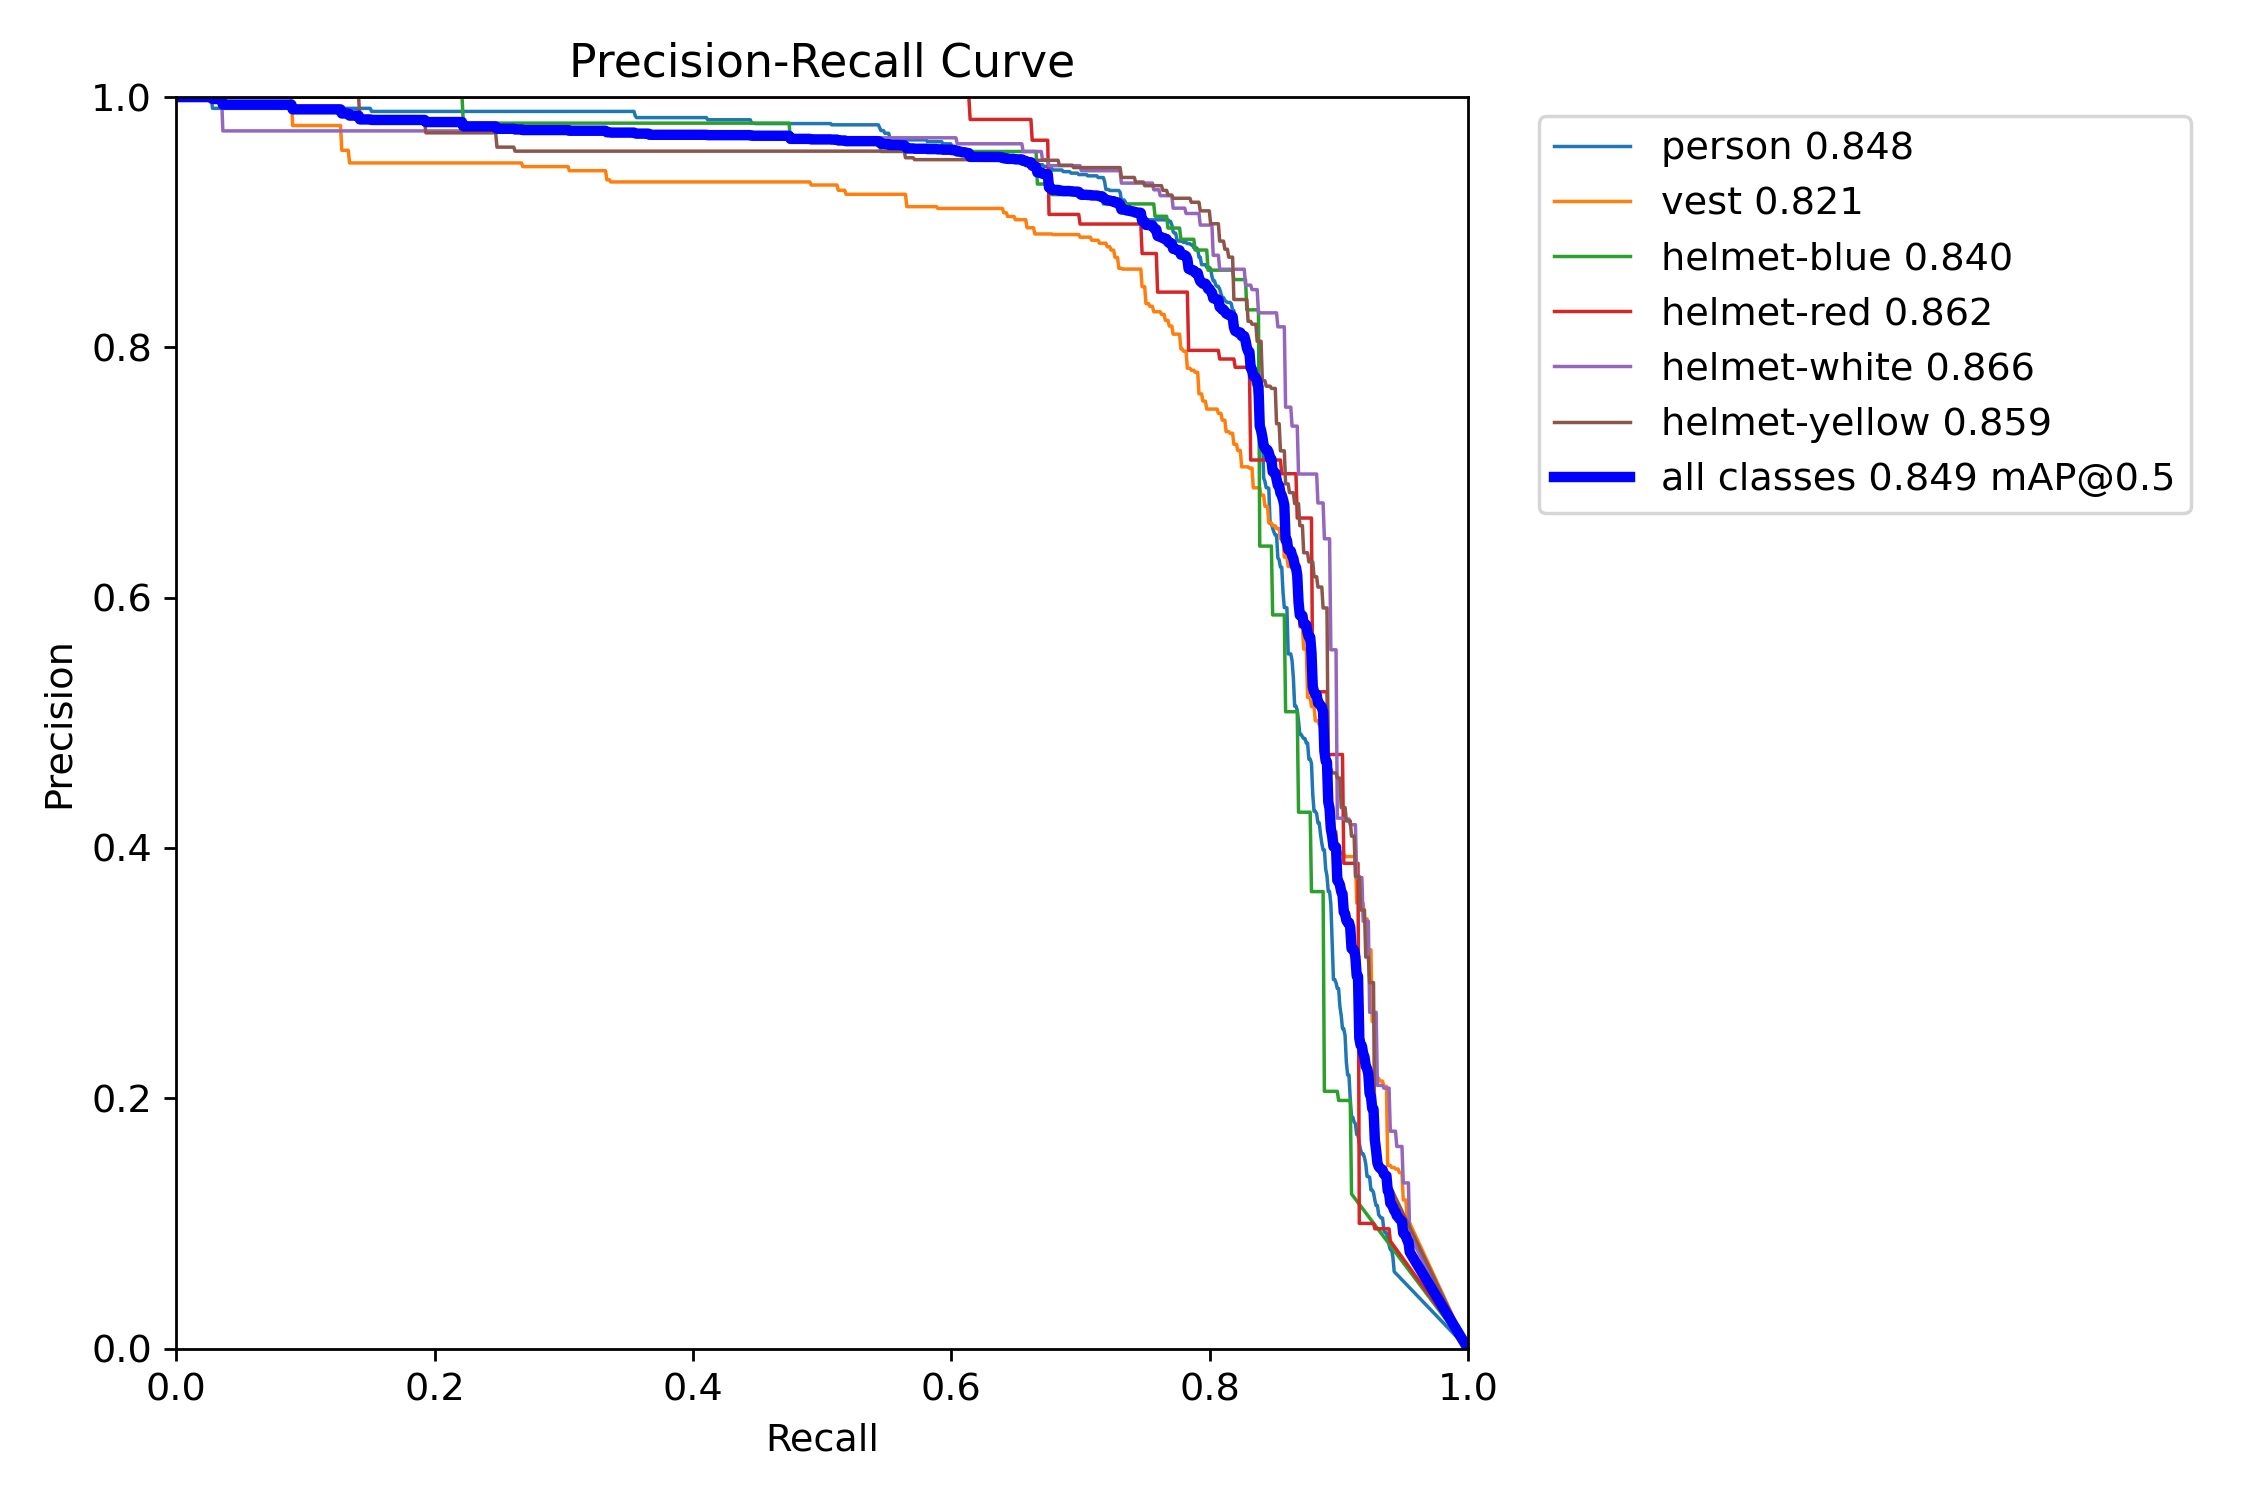 Precision-Recall Curve
1.0
0.8
0.6
0.4
0.2
0.0
Precision
0.0 0.2 0.4 0.6 0.8 1.0
Recall
person 0.848
vest 0.821
helmet-blue 0.840
helmet-red 0.862
helmet-white 0.866
helmet-yellow 0.859
all classes 0.849 mAP@0.5